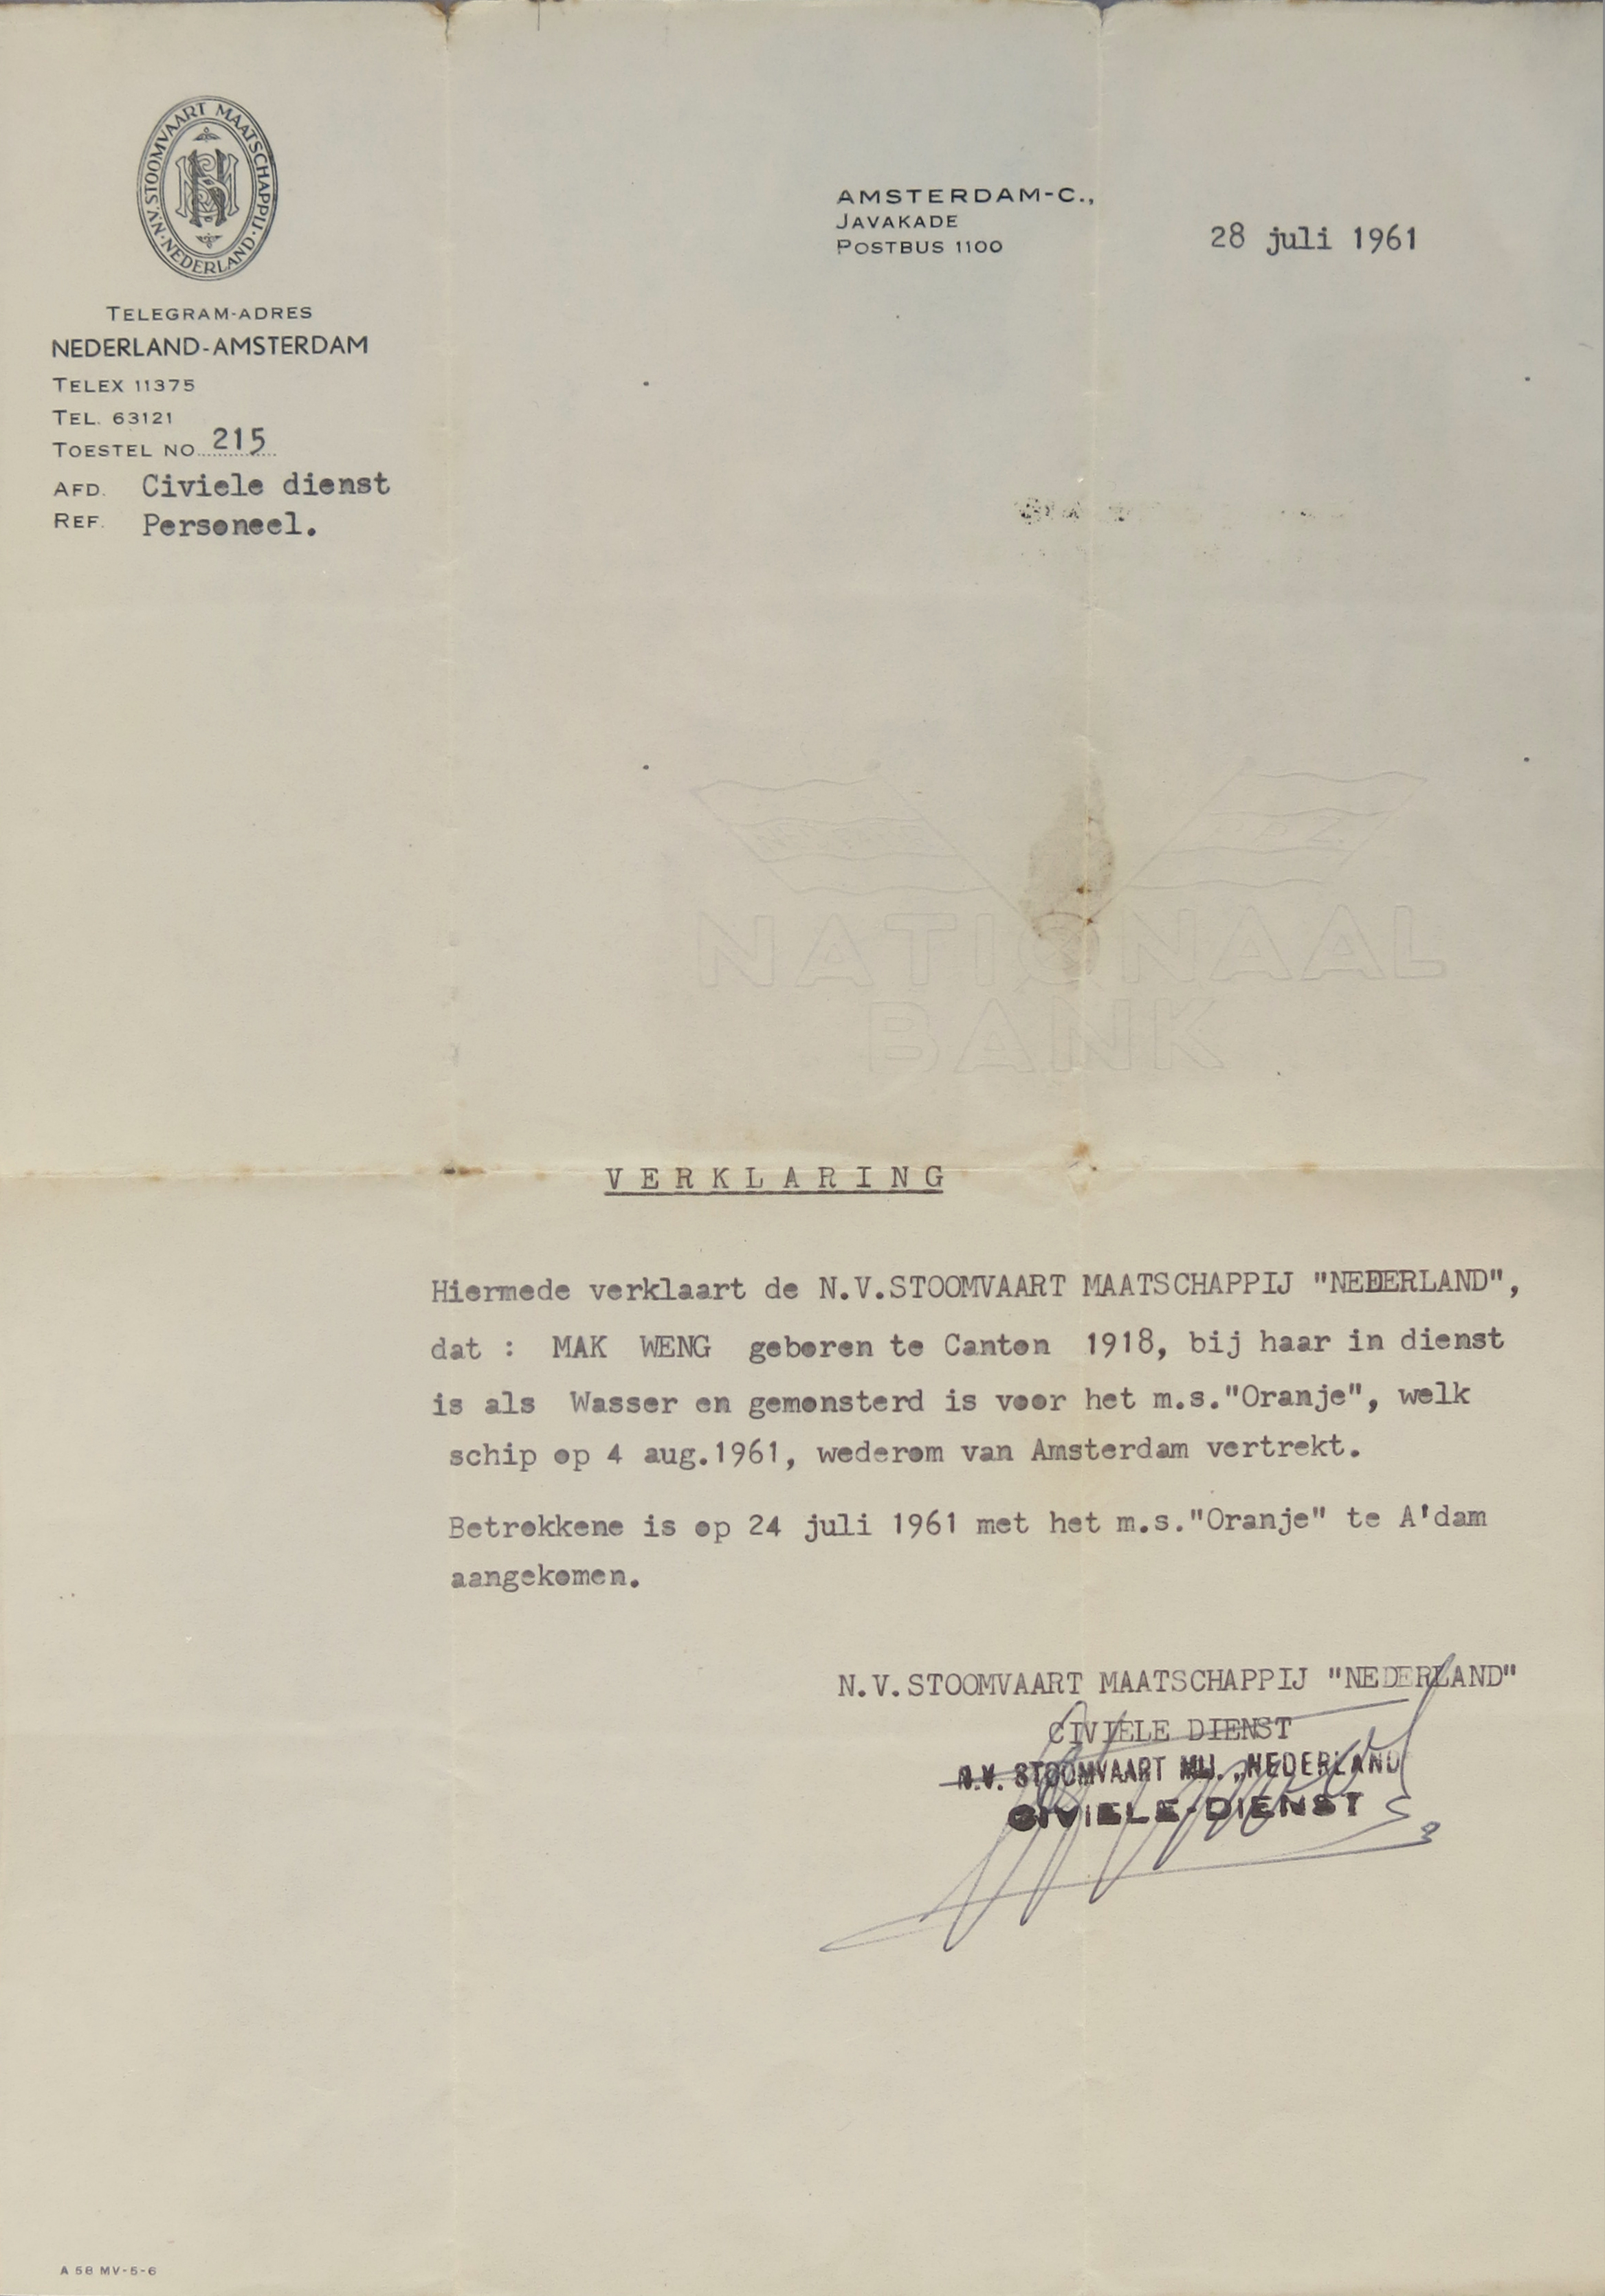 N.V. STOOMVAART MAATSCHAPPIJ · NEDERLAND ·
AMSTERDAM-C.,
JAVAKADE
POSTBUS 1100
28 juli 1961
TELEGRAM-ADRES
NEDERLAND-AMSTERDAM
TELEX 11375
TEL. 63121
TOESTEL NO 215
AFD. Civiele dienst
REF. Personeel.
NATIONAAL
BANK
VERKLARING
Hiermede verklaart de N.V.STOOMVAART MAATSCHAPPIJ "NEDERLAND",
dat : MAK WENG geboren te Canton 1918, bij haar in dienst
is als Wasser en gemonsterd is voor het m.s."Oranje", welk
schip op 4 aug.1961, wederom van Amsterdam vertrekt.
Betrokkene is op 24 juli 1961 met het m.s."Oranje" te A'dam
aangekomen.
N.V.STOOMVAART MAATSCHAPPIJ "NEDERLAND"
CIVIELE DIENST
N.V. STOOMVAART MIJ. „NEDERLAND
CIVIELE-DIENST
A 58 MV-5-6